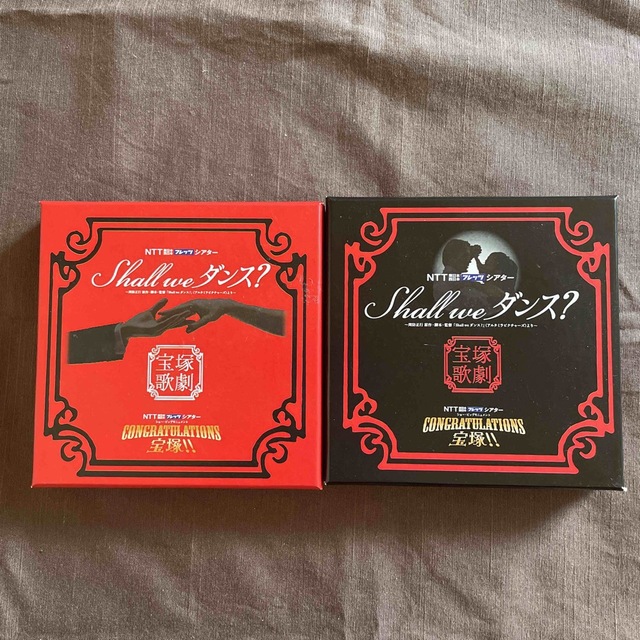 NTT フレッツ シアター
Shall we ダンス?
宝塚
歌劇
NTT フレッツ シアター
CONGRATULATIONS
宝塚!!
NTT フレッツ シアター
Shall we ダンス?
宝塚
歌劇
NTT フレッツ シアター
CONGRATULATIONS
宝塚!!